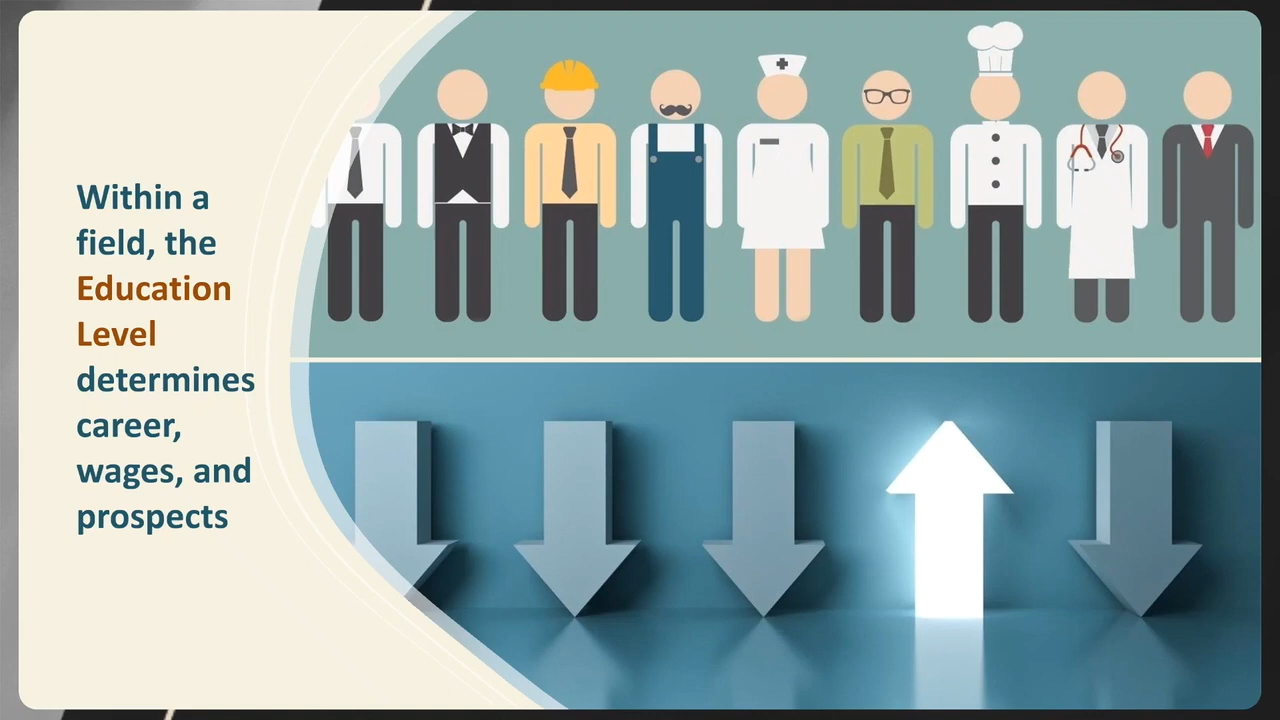 Within a
field, the
Education
Level
determines
career,
wages, and
prospects